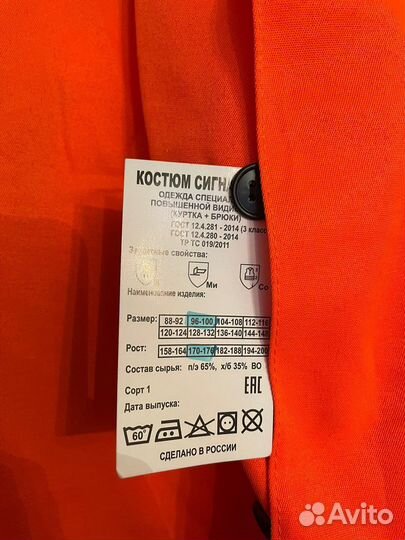 КОСТЮМ СИГНА
ОДЕЖДА СПЕЦИАЛ
ПОВЫШЕННОЙ ВИДИ
(КУРТКА + БРЮКИ)
ГОСТ 12.4.281 - 2014 (3 класс
ГОСТ 12.4.280 - 2014
ТР ТС 019/2011
Защитные свойства:
Ми
Со
Наименование изделия:
Размер: 88-92 96-100 104-108 112-116
120-124 128-132 136-140 144-148
Рост: 158-164 170-176 182-188 194-200
Состав сырья: п/э 65%, х/б 35% ВО
Сорт 1
EAC
Дата выпуска:
60°
СДЕЛАНО В РОССИИ
Avito